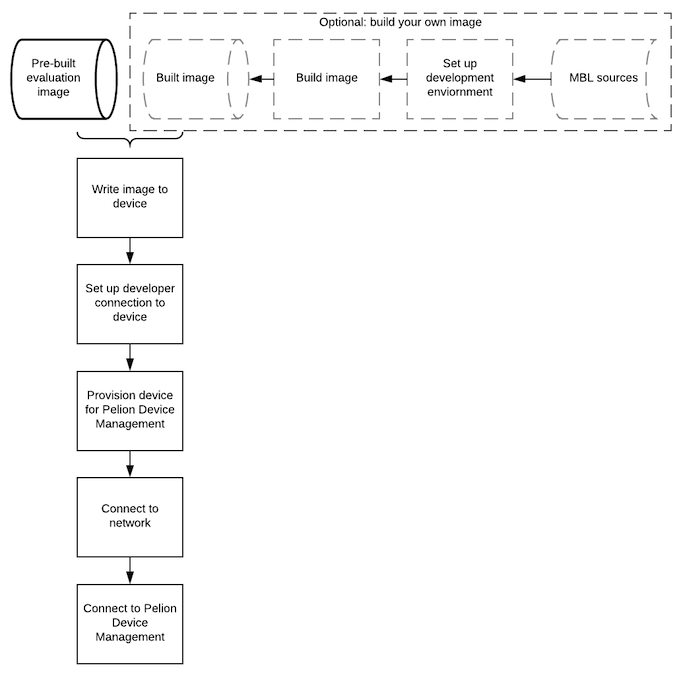 Optional: build your own image
Pre-built
evaluation
image
Built image
Build image
Set up
development
enviornment
MBL sources
Write image to
device
Set up developer
connection to
device
Provision device
for Pelion Device
Management
Connect to
network
Connect to Pelion
Device
Management